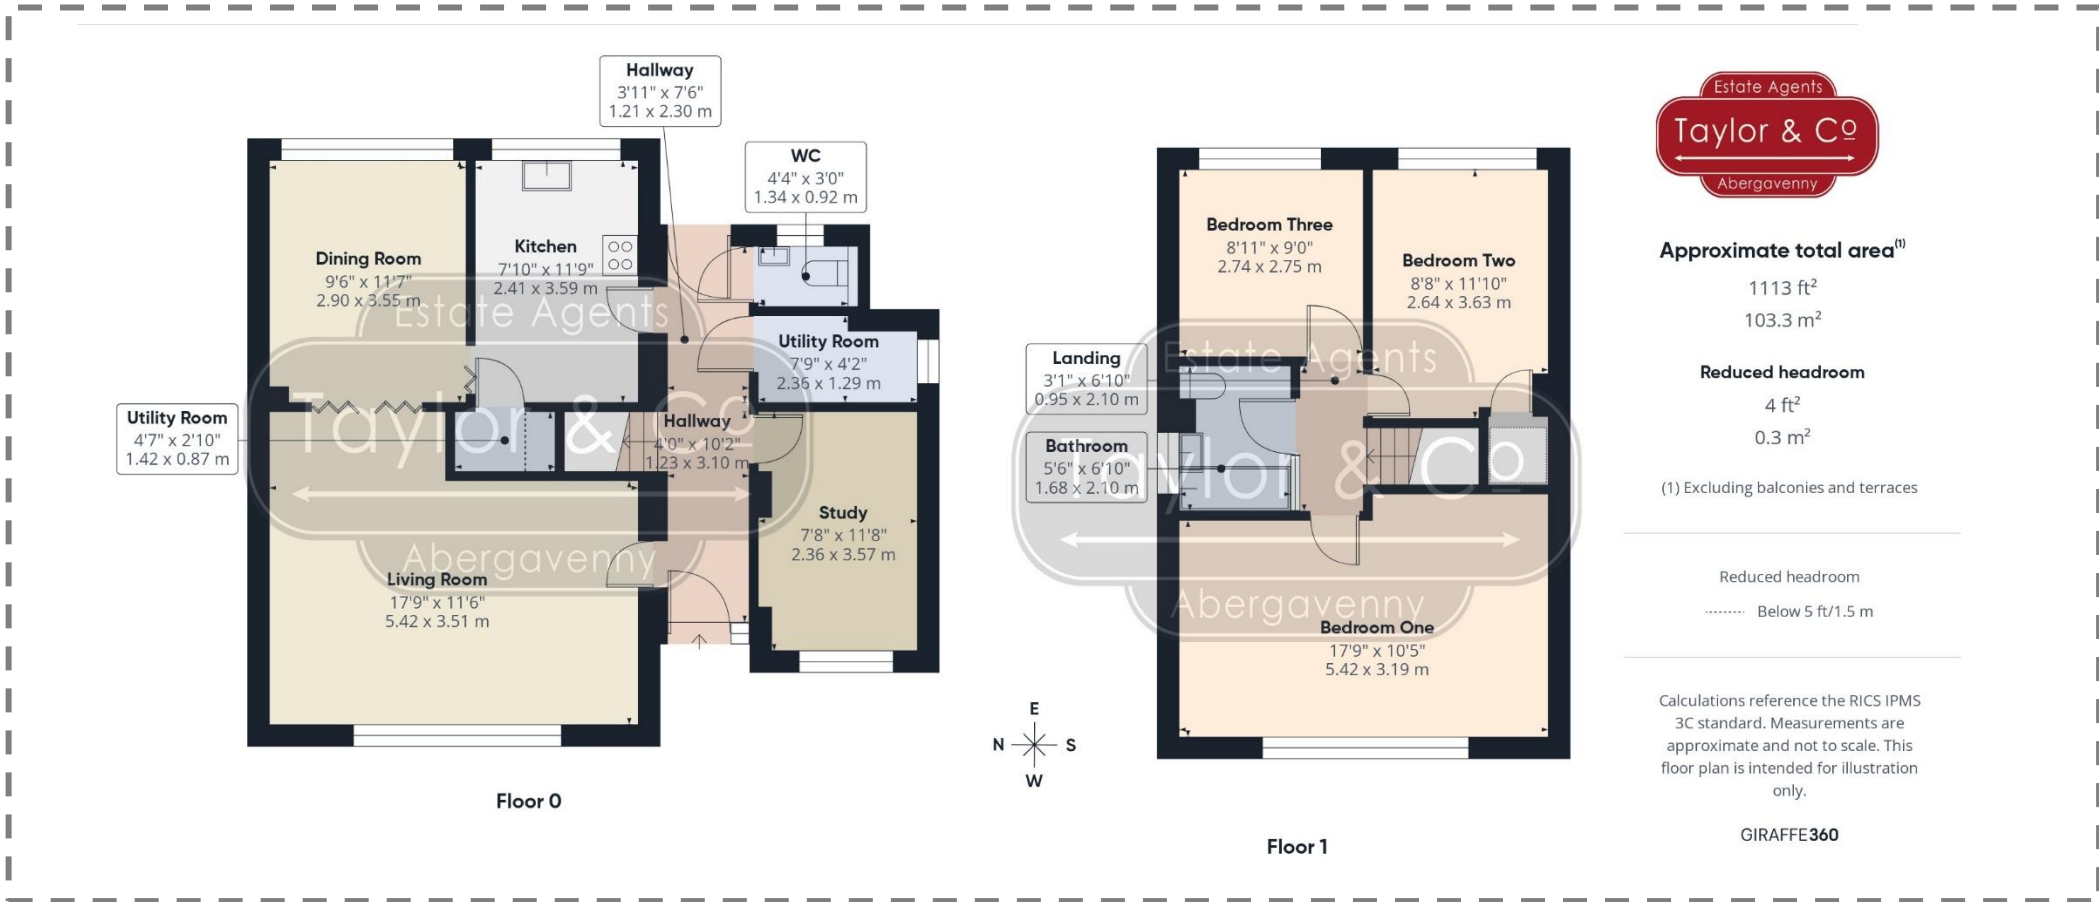 Hallway
3'11" x 7'6"
1.21 x 2.30 m
WC
4'4" x 3'0"
1.34 x 0.92 m
Dining Room
9'6" x 11'7"
2.90 x 3.55 m
Kitchen
7'10" x 11'9"
2.41 x 3.59 m
Utility Room
7'9" x 4'2"
2.36 x 1.29 m
Utility Room
4'7" x 2'10"
1.42 x 0.87 m
Hallway
4'0" x 10'2"
1.23 x 3.10 m
Study
7'8" x 11'8"
2.36 x 3.57 m
Living Room
17'9" x 11'6"
5.42 x 3.51 m
Estate Agents
Taylor & Co
Abergavenny
Floor 0
E
N S
W
Bedroom Three
8'11" x 9'0"
2.74 x 2.75 m
Bedroom Two
8'8" x 11'10"
2.64 x 3.63 m
Landing
3'1" x 6'10"
0.95 x 2.10 m
Bathroom
5'6" x 6'10"
1.68 x 2.10 m
Bedroom One
17'9" x 10'5"
5.42 x 3.19 m
Estate Agents
Taylor & Co
Abergavenny
Floor 1
Estate Agents
Taylor & Co
Abergavenny
Approximate total area(1)
1113 ft²
103.3 m²
Reduced headroom
4 ft²
0.3 m²
(1) Excluding balconies and terraces
Reduced headroom
Below 5 ft/1.5 m
Calculations reference the RICS IPMS
3C standard. Measurements are
approximate and not to scale. This
floor plan is intended for illustration
only.
GIRAFFE360